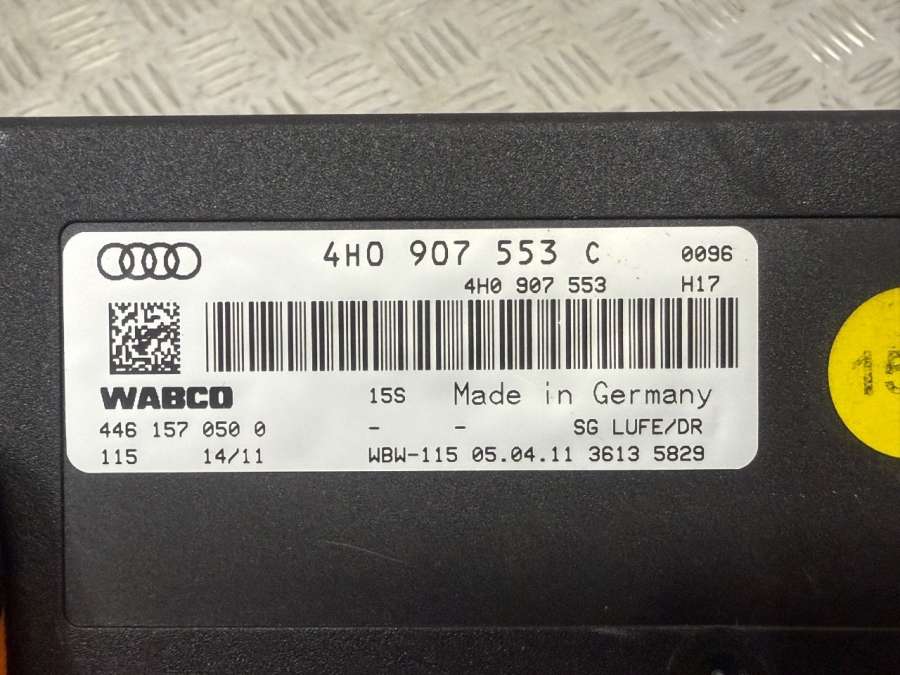 4H0 907 553 C 0096
4H0 907 553 H17
WABCO 15S Made in Germany
446 157 050 0 - - SG LUFE/DR
115 14/11 WBW-115 05.04.11 3613 5829